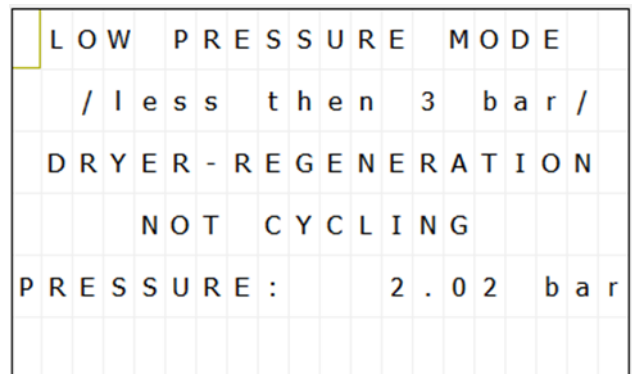 LOW PRESSURE MODE
/less then 3 bar/
DRYER-REGENERATION
NOT CYCLING
PRESSURE: 2.02 bar